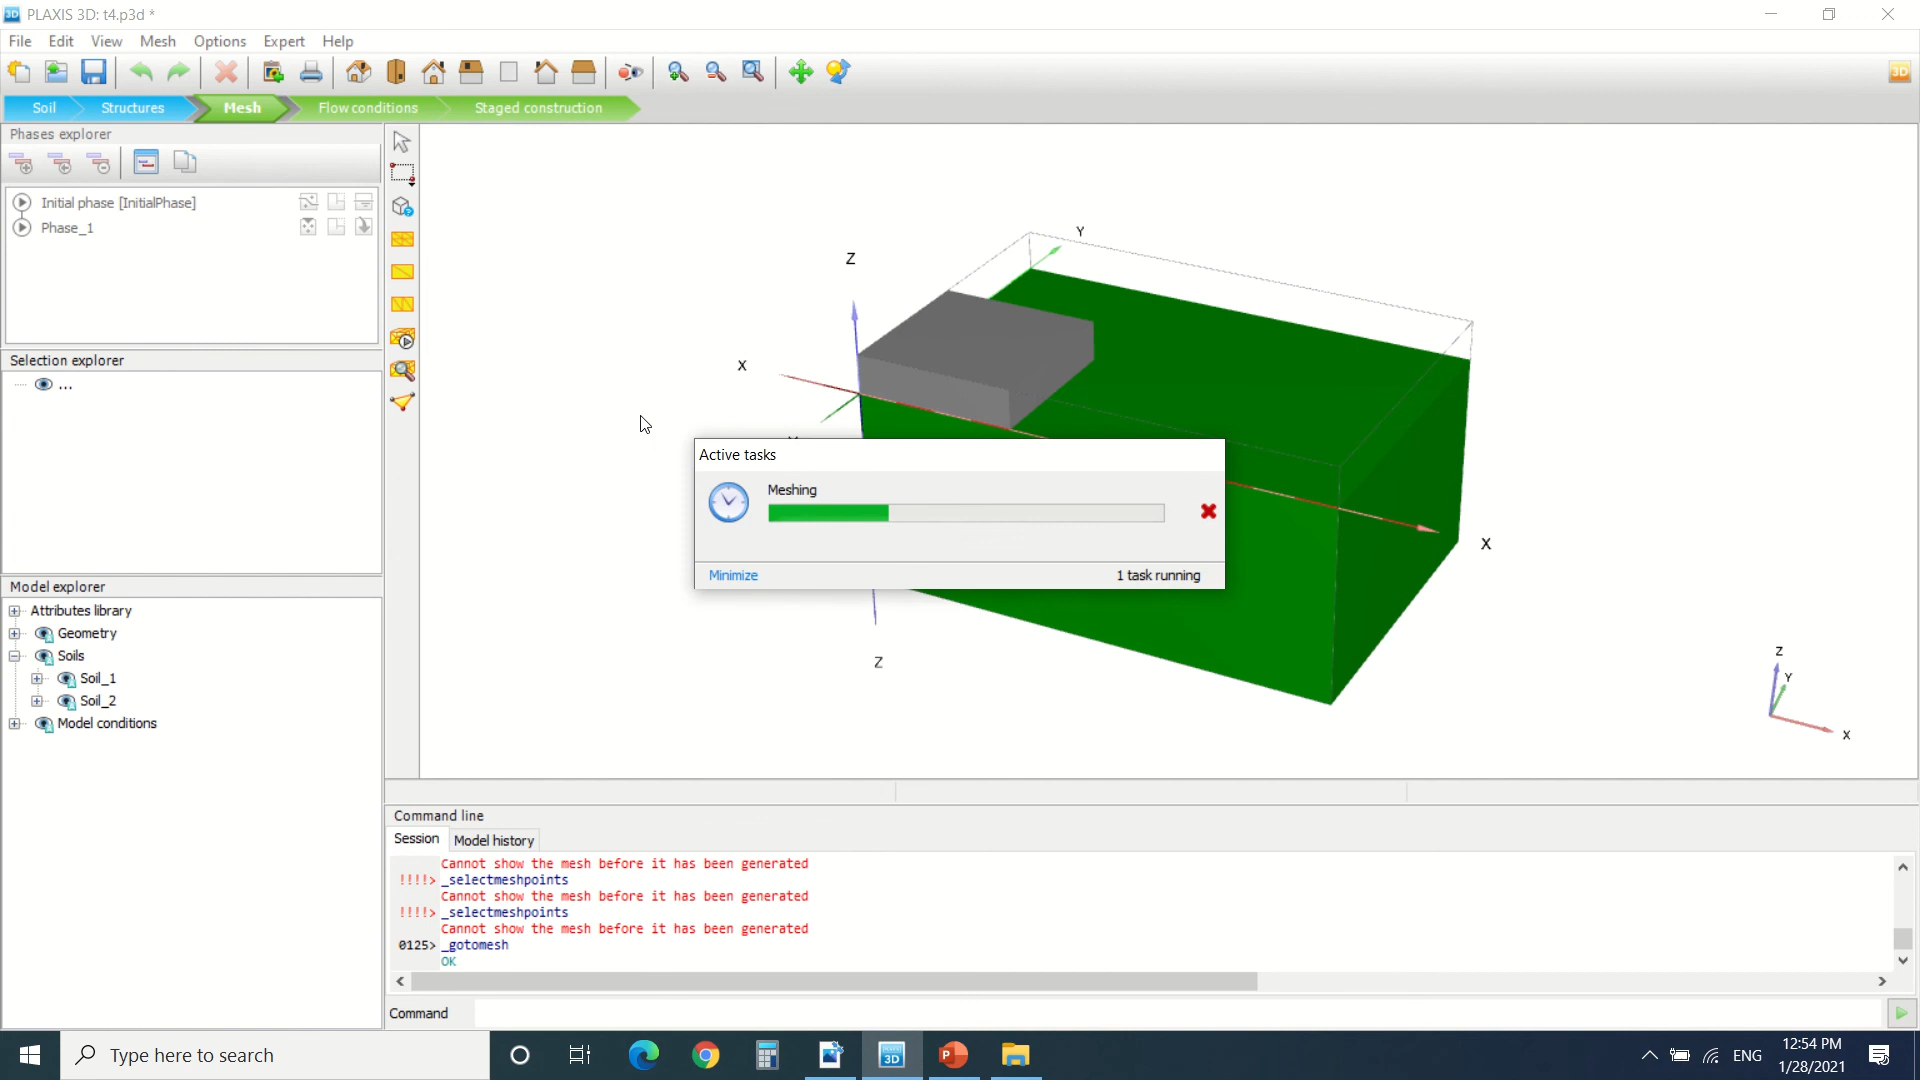 PLAXIS 3D: t4.p3d *
File Edit View Mesh Options Expert Help
3D
Soil Structures Mesh Flow conditions Staged construction
Phases explorer
Initial phase [InitialPhase]
Phase_1
Selection explorer
...
Model explorer
Attributes library
Geometry
Soils
Soil_1
Soil_2
Model conditions
Y
Z
X
X
Z
Z
Y
X
Active tasks
Meshing
Minimize 1 task running
Command line
Session Model history
Cannot show the mesh before it has been generated
!!!!> _selectmeshpoints
Cannot show the mesh before it has been generated
!!!!> _selectmeshpoints
Cannot show the mesh before it has been generated
0125> _gotomesh
OK
Command
Type here to search
3D
P
ENG
12:54 PM
1/28/2021